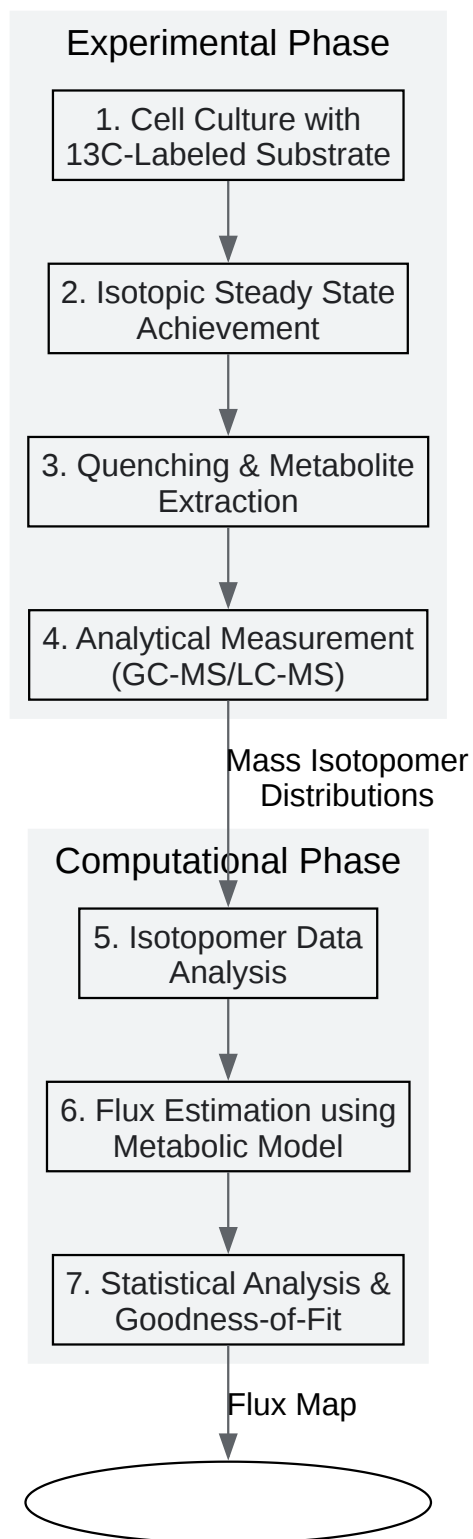 Experimental Phase
1. Cell Culture with
13C-Labeled Substrate
2. Isotopic Steady State
Achievement
3. Quenching & Metabolite
Extraction
4. Analytical Measurement
(GC-MS/LC-MS)
Mass Isotopomer
Distributions
Computational Phase
5. Isotopomer Data
Analysis
6. Flux Estimation using
Metabolic Model
7. Statistical Analysis &
Goodness-of-Fit
Flux Map